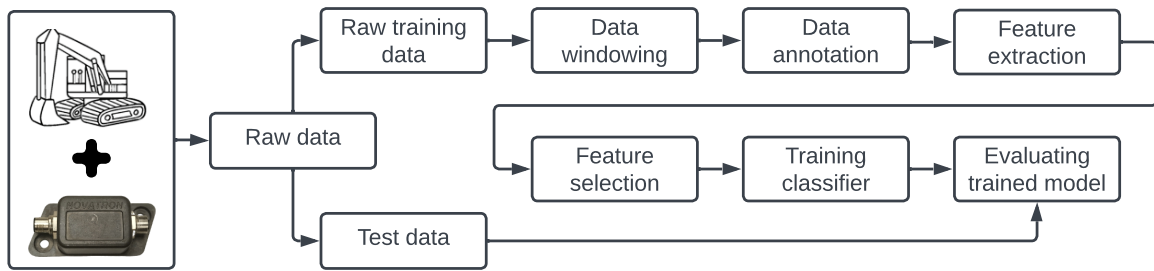 Raw training
data
Data
windowing
Data
annotation
Feature
extraction
Raw data
Feature
selection
Training
classifier
Evaluating
trained model
Test data
NOVATRON